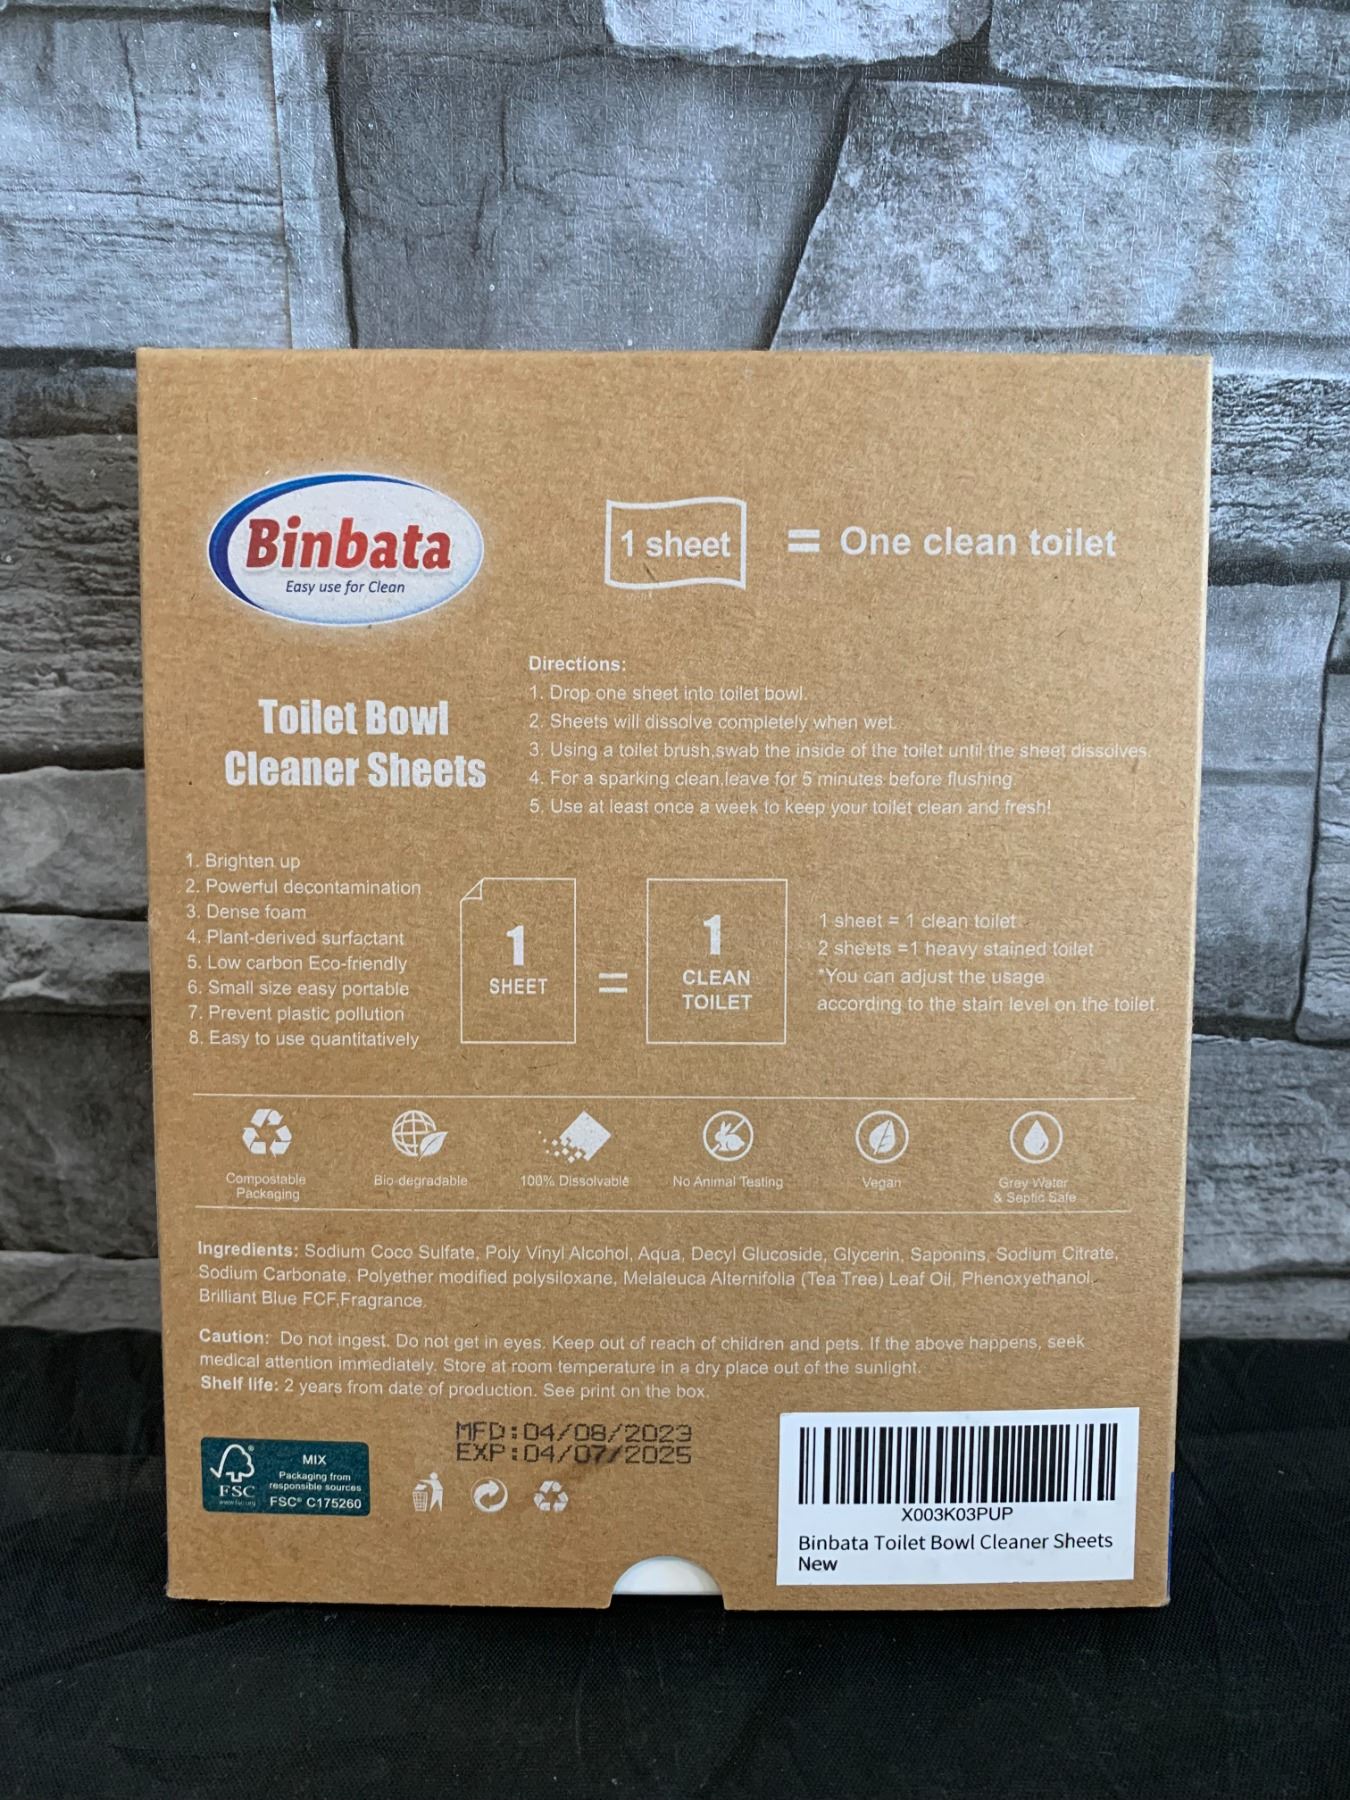 Binbata
Easy use for Clean
1 sheet = One clean toilet
Toilet Bowl
Cleaner Sheets
Directions:
1. Drop one sheet into toilet bowl.
2. Sheets will dissolve completely when wet.
3. Using a toilet brush,swab the inside of the toilet until the sheet dissolves.
4. For a sparking clean,leave for 5 minutes before flushing.
5. Use at least once a week to keep your toilet clean and fresh!
1. Brighten up
2. Powerful decontamination
3. Dense foam
4. Plant-derived surfactant
5. Low carbon Eco-friendly
6. Small size easy portable
7. Prevent plastic pollution
8. Easy to use quantitatively
1
SHEET
=
1
CLEAN
TOILET
1 sheet = 1 clean toilet
2 sheets =1 heavy stained toilet
*You can adjust the usage
according to the stain level on the toilet.
Compostable
Packaging
Bio-degradable
100% Dissolvable
No Animal Testing
Vegan
Grey Water
& Septic Safe
Ingredients: Sodium Coco Sulfate, Poly Vinyl Alcohol, Aqua, Decyl Glucoside, Glycerin, Saponins, Sodium Citrate,
Sodium Carbonate, Polyether modified polysiloxane, Melaleuca Alternifolia (Tea Tree) Leaf Oil, Phenoxyethanol,
Brilliant Blue FCF,Fragrance.
Caution: Do not ingest. Do not get in eyes. Keep out of reach of children and pets. If the above happens, seek
medical attention immediately. Store at room temperature in a dry place out of the sunlight.
Shelf life: 2 years from date of production. See print on the box.
MFD:04/08/2023
EXP:04/07/2025
FSC
www.fsc.org
MIX
Packaging from
responsible sources
FSC® C175260
X003K03PUP
Binbata Toilet Bowl Cleaner Sheets
New